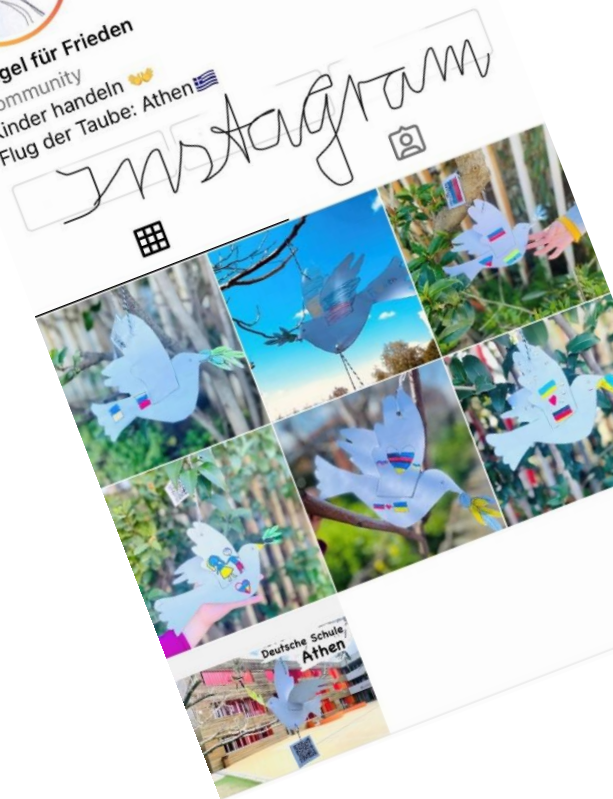 gel für Frieden
ommunity
Kinder handeln
Flug der Taube: Athen
Instagram
Deutsche Schule
Athen